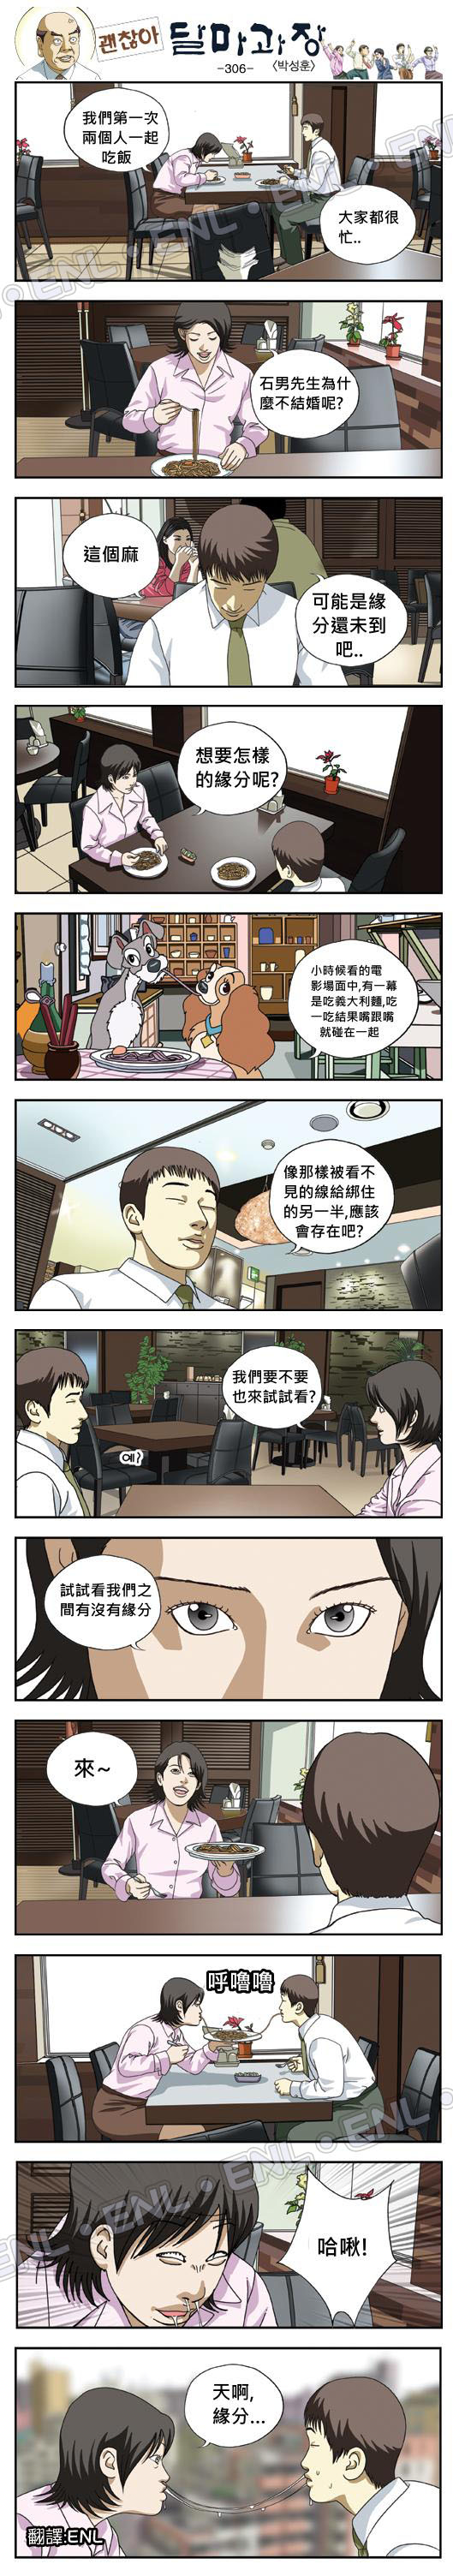 괜찮아 달마과장
-306- 〈박성훈〉
我們第一次
兩個人一起
吃飯
大家都很
忙..
石男先生為什
麼不結婚呢?
這個麻
可能是緣
分還未到
吧..
想要怎樣
的緣分呢?
小時候看的電
影場面中,有一幕
是吃義大利麵,吃
一吃結果嘴跟嘴
就碰在一起
像那樣被看不
見的線給綁住
的另一半,應該
會存在吧?
我們要不要
也來試試看?
예?
試試看我們之
間有沒有緣分
來~
呼嚕嚕
哈啾!
天啊,
緣分...
翻譯:ENL